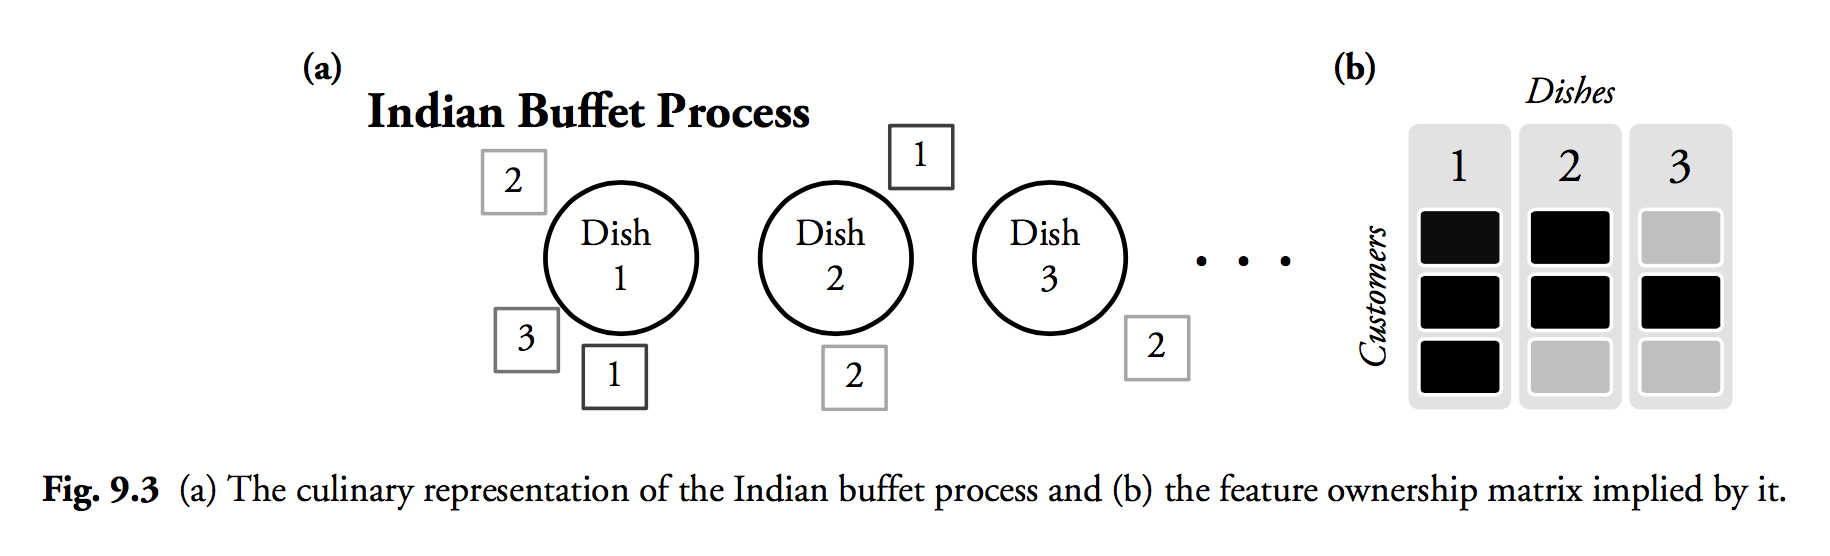 (a)
Indian Buffet Process
2
1
Dish
1
Dish
2
Dish
3
3
1
2
2
. . .
(b)
Dishes
1 2 3
Customers
Fig. 9.3 (a) The culinary representation of the Indian buffet process and (b) the feature ownership matrix implied by it.